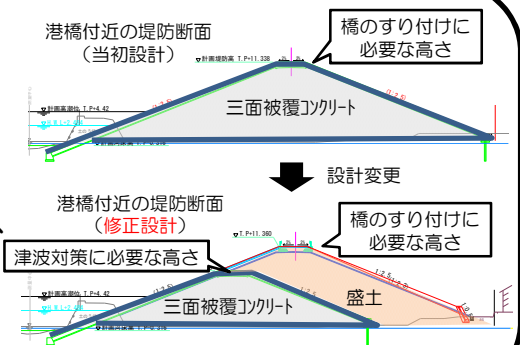 港橋付近の堤防断面
（当初設計）
橋のすり付けに
必要な高さ
計画堤防高 T.P+11.338
計画高潮位 T.P+4.42
三面被覆コンクリート
設計変更
港橋付近の堤防断面
（修正設計）
橋のすり付けに
必要な高さ
T.P+11.360
津波対策に必要な高さ
計画高潮位 T.P+4.42
三面被覆コンクリート
盛土